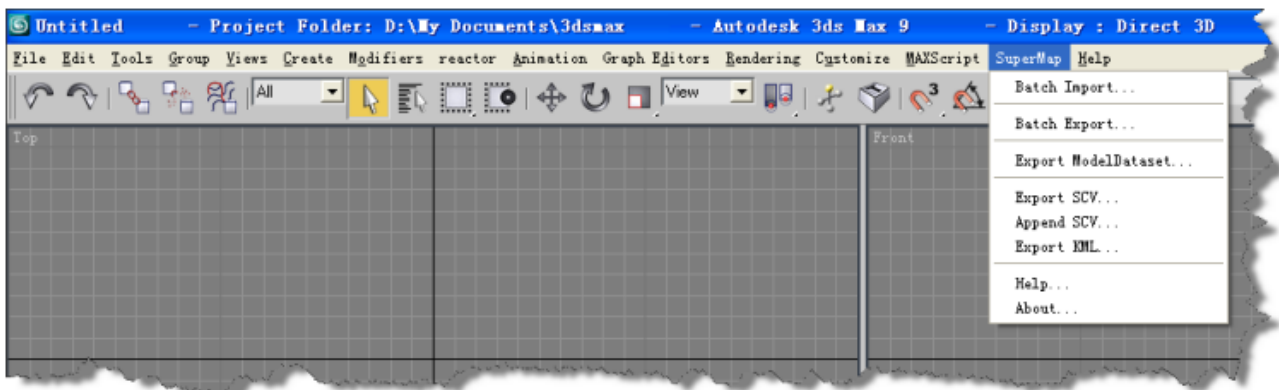 Untitled - Project Folder: D:\My Documents\3dsmax - Autodesk 3ds Max 9 - Display : Direct 3D
File Edit Tools Group Views Create Modifiers reactor Animation Graph Editors Rendering Customize MAXScript SuperMap Help
All View 3
Top Front
Batch Import...
Batch Export...
Export ModelDataset...
Export SCV...
Append SCV...
Export KML...
Help...
About...